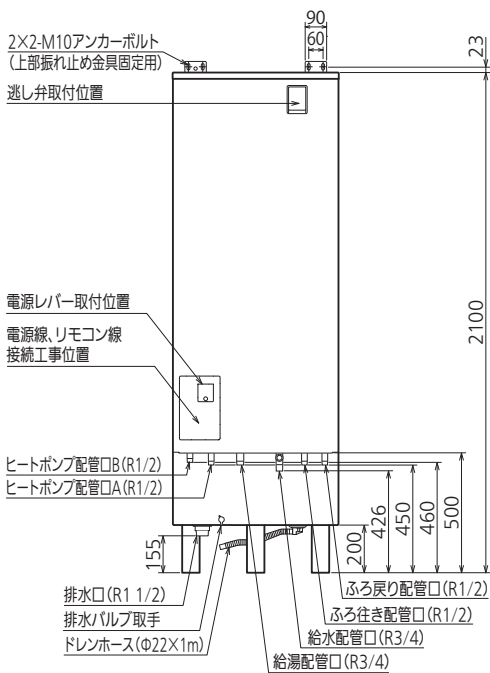 90
60
23
2×2-M10アンカーボルト
(上部振れ止め金具固定用)
逃し弁取付位置
2100
電源レバー取付位置
電源線、リモコン線
接続工事位置
ヒートポンプ配管口B(R1/2)
ヒートポンプ配管口A(R1/2)
155
200
426
450
460
500
排水口(R1 1/2)
排水バルブ取手
ドレンホース(Φ22×1m)
ふろ戻り配管口(R1/2)
ふろ往き配管口(R1/2)
給水配管口(R3/4)
給湯配管口(R3/4)